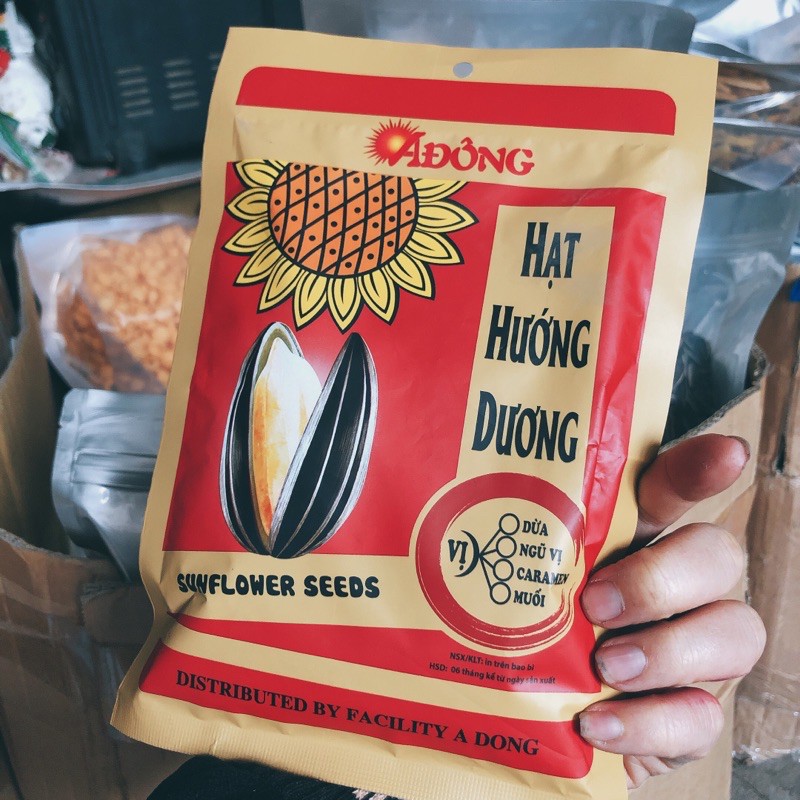 AĐÔNG
HẠT
HƯỚNG
DƯƠNG
SUNFLOWER SEEDS
VỊ
DỪA
NGŨ VỊ
CARAMEN
MUỐI
NSX/KLT: in trên bao bì
HSD: 06 tháng kể từ ngày sản xuất
DISTRIBUTED BY FACILITY A DONG